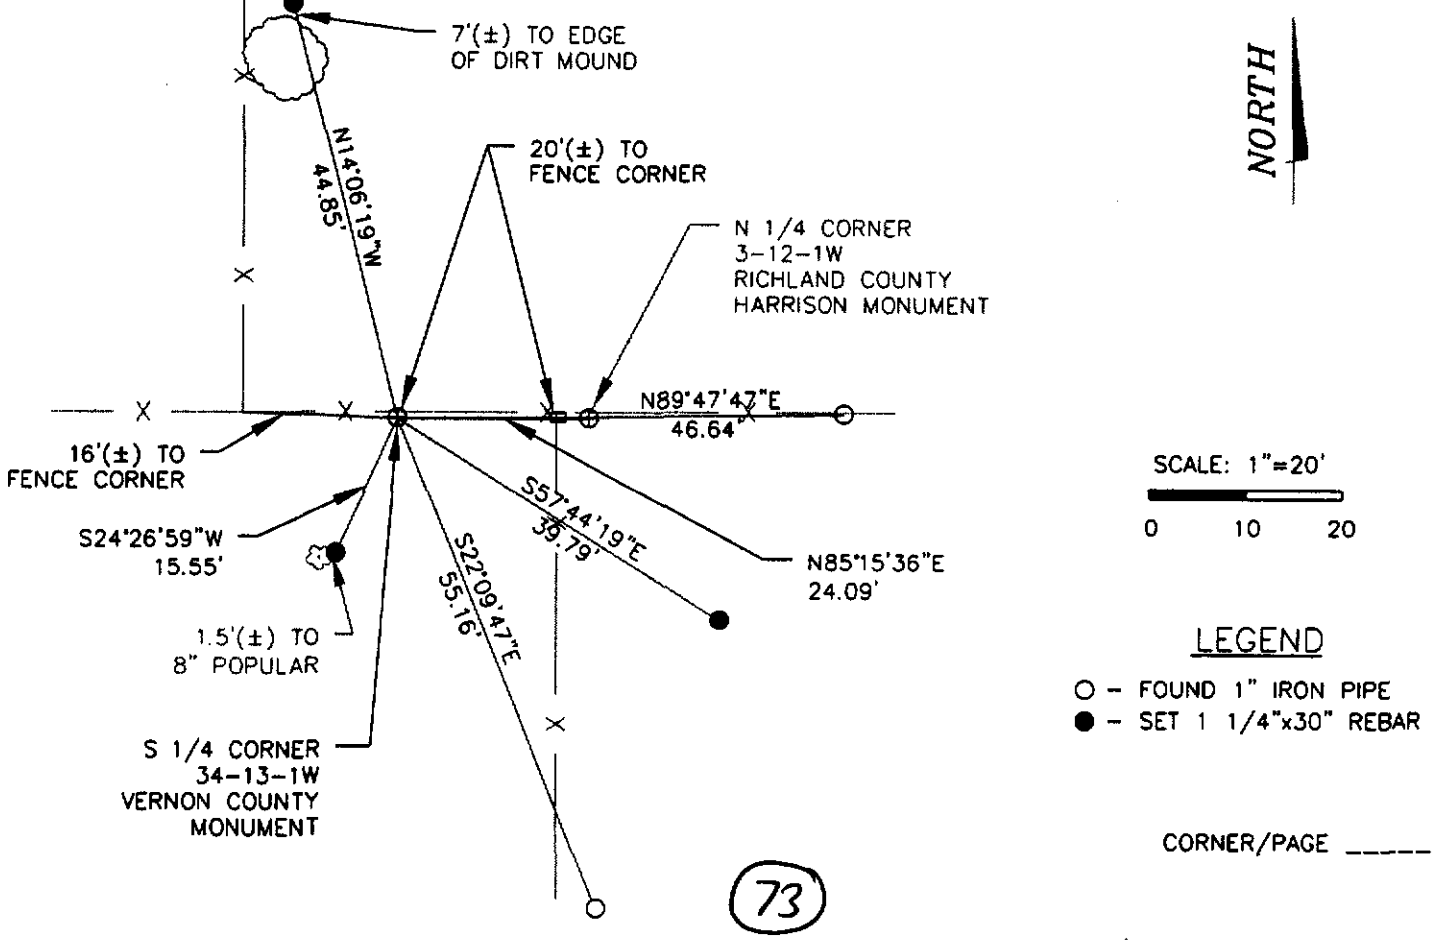 7'(±) TO EDGE
OF DIRT MOUND
NORTH
N14°06'19"W
44.85'
20'(±) TO
FENCE CORNER
N 1/4 CORNER
3-12-1W
RICHLAND COUNTY
HARRISON MONUMENT
N89°47'47"E
46.64'
16'(±) TO
FENCE CORNER
SCALE: 1"=20'
0 10 20
S24°26'59"W
15.55'
S57°44'19"E
39.79'
S22°09'47"E
55.16'
N85°15'36"E
24.09'
1.5'(±) TO
8" POPULAR
LEGEND
○ - FOUND 1" IRON PIPE
● - SET 1 1/4"x30" REBAR
S 1/4 CORNER
34-13-1W
VERNON COUNTY
MONUMENT
CORNER/PAGE _____
73